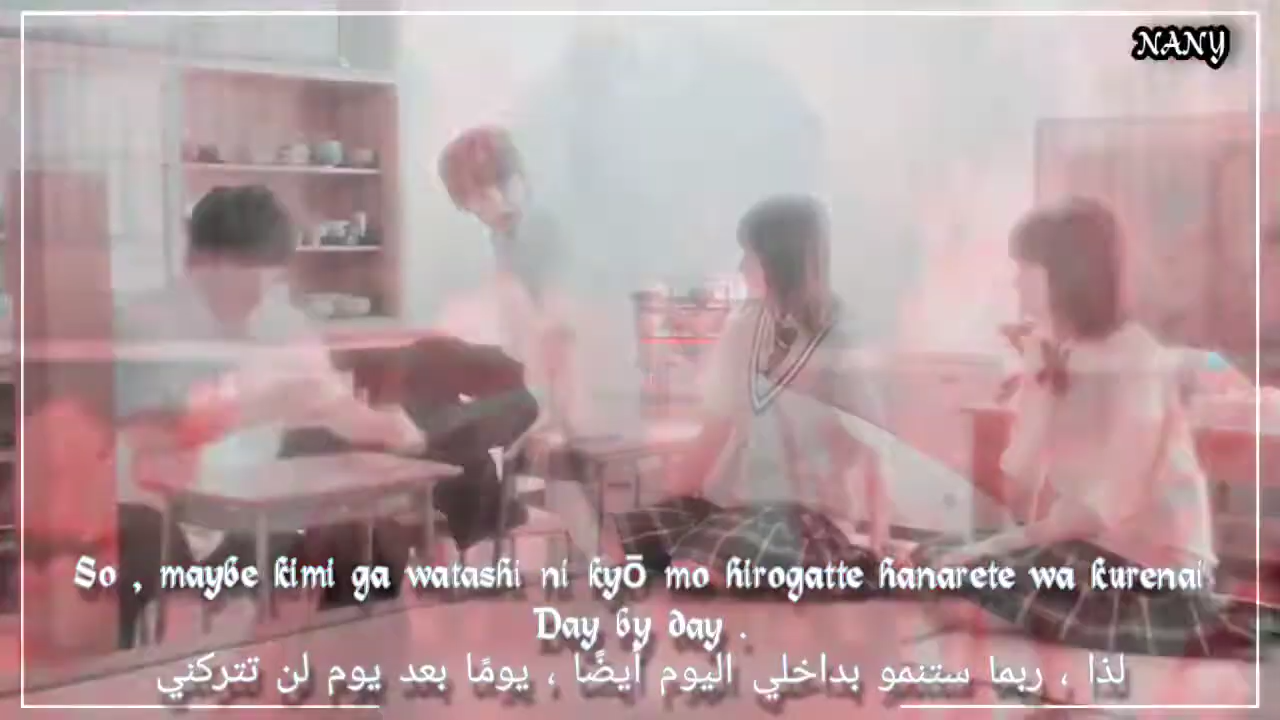 NANY
So , maybe kimi ga watashi ni kyō mo hirogatte hanarete wa kurenai
Day by day .
لذا ، ربما ستنمو بداخلي اليوم أيضًا ، يومًا بعد يوم لن تتركني